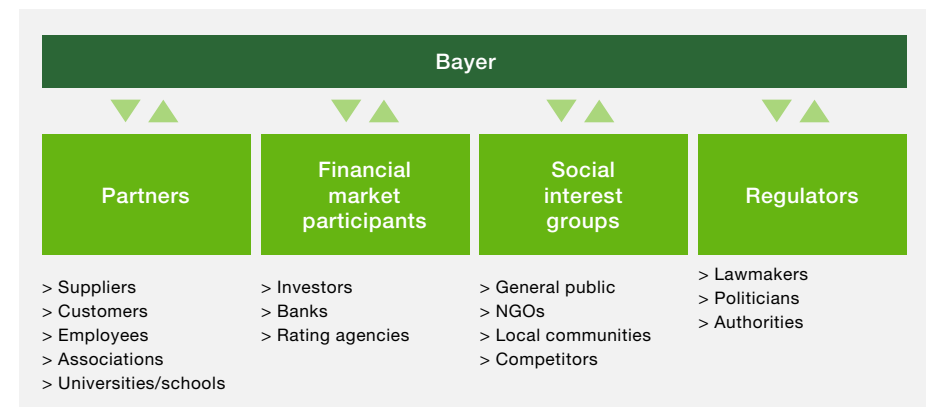 Bayer
Partners
Financial
market
participants
Social
interest
groups
Regulators
> Suppliers
> Customers
> Employees
> Associations
> Universities/schools
> Investors
> Banks
> Rating agencies
> General public
> NGOs
> Local communities
> Competitors
> Lawmakers
> Politicians
> Authorities